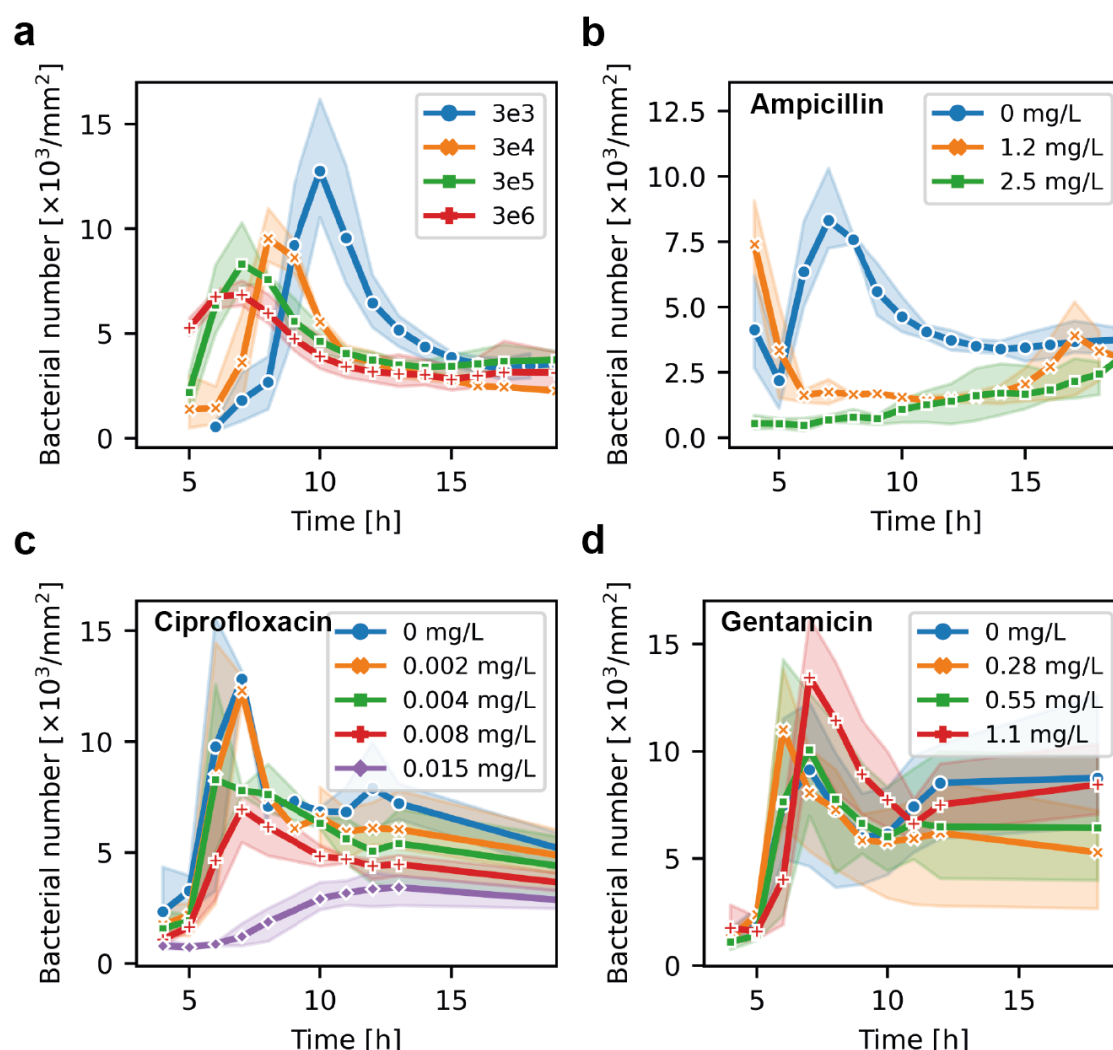 a
Bacterial number [×10³/mm²]
15
10
5
0
5
10
15
Time [h]
3e3
3e4
3e5
3e6
b
Bacterial number [×10³/mm²]
12.5
10.0
7.5
5.0
2.5
0.0
5
10
15
Time [h]
Ampicillin
0 mg/L
1.2 mg/L
2.5 mg/L
c
Bacterial number [×10³/mm²]
15
10
5
0
5
10
15
Time [h]
Ciprofloxacin
0 mg/L
0.002 mg/L
0.004 mg/L
0.008 mg/L
0.015 mg/L
d
Bacterial number [×10³/mm²]
15
10
5
0
5
10
15
Time [h]
Gentamicin
0 mg/L
0.28 mg/L
0.55 mg/L
1.1 mg/L